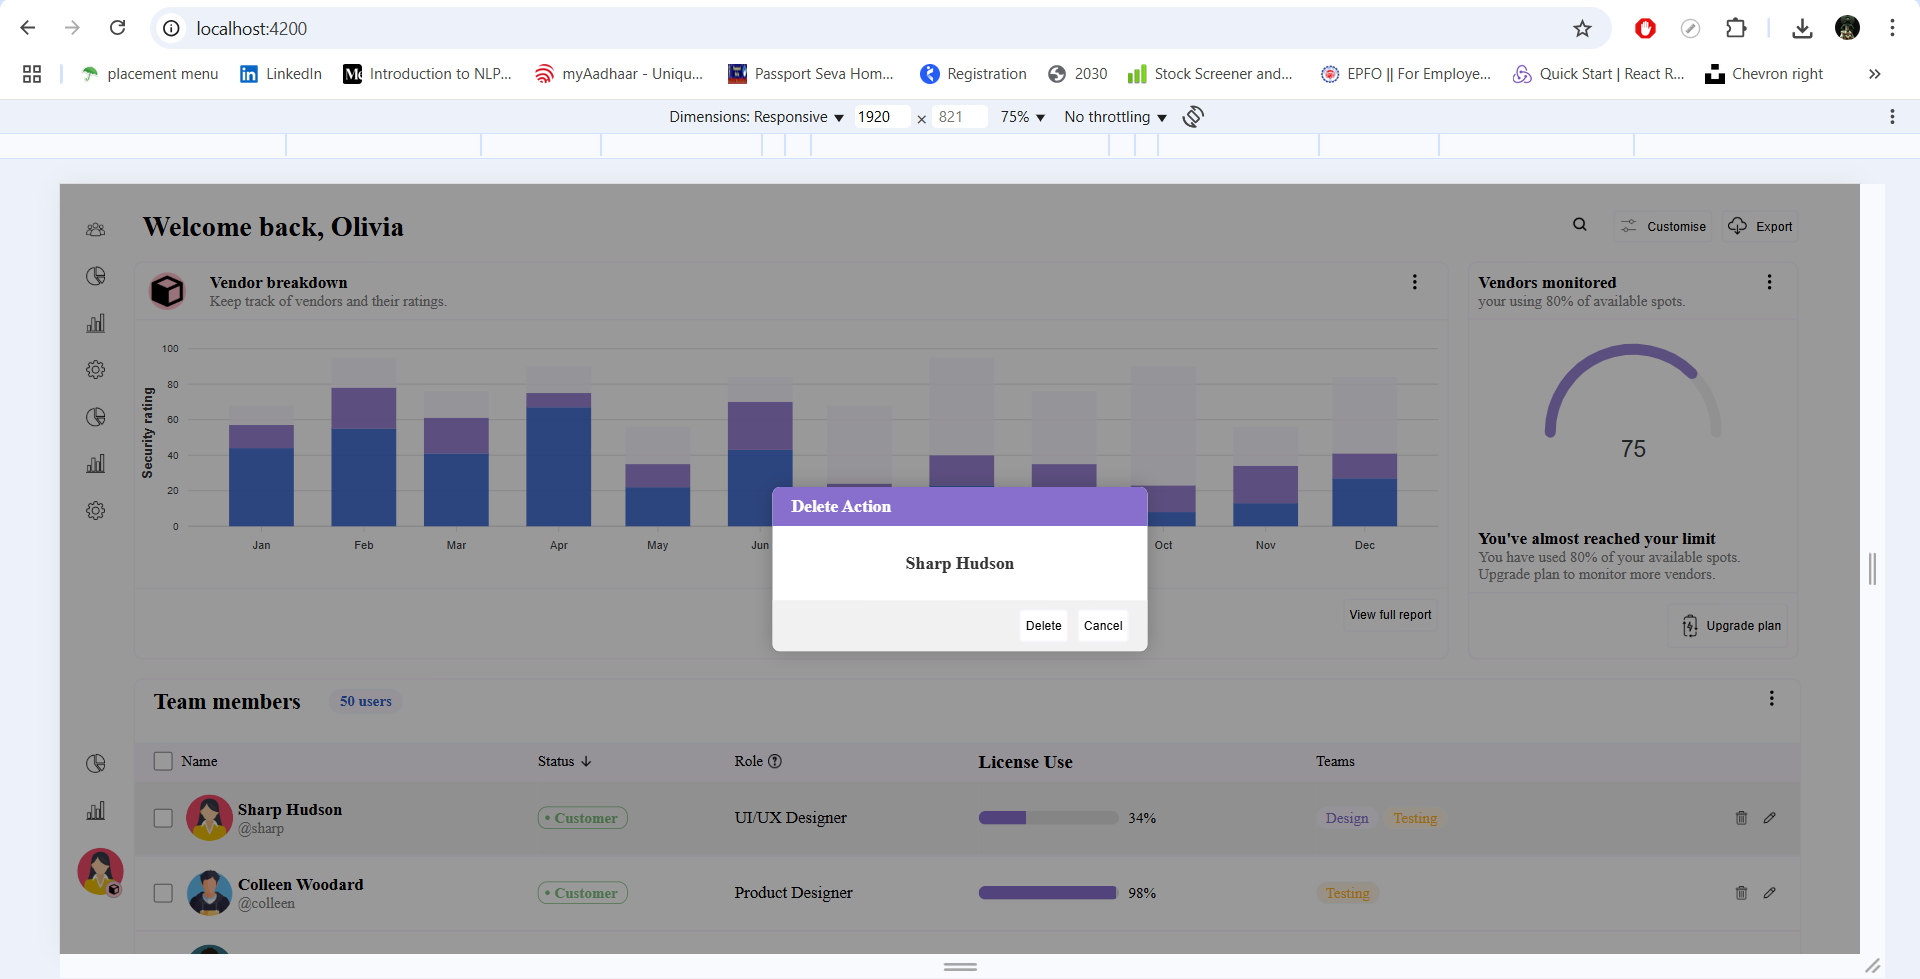 localhost:4200
placement menu
LinkedIn
Introduction to NLP...
myAadhaar - Uniqu...
Passport Seva Hom...
Registration
2030
Stock Screener and...
EPFO || For Employe...
Quick Start | React R...
Chevron right
Dimensions: Responsive 1920 × 821 75% No throttling
Welcome back, Olivia
Customise
Export
Vendor breakdown
Keep track of vendors and their ratings.
Security rating
100
80
60
40
20
0
Jan
Feb
Mar
Apr
May
Jun
Oct
Nov
Dec
View full report
Vendors monitored
your using 80% of available spots.
75
You've almost reached your limit
You have used 80% of your available spots.
Upgrade plan to monitor more vendors.
Upgrade plan
Delete Action
Sharp Hudson
Delete
Cancel
Team members
50 users
Name
Status
Role
License Use
Teams
Sharp Hudson
@sharp
• Customer
UI/UX Designer
34%
Design
Testing
Colleen Woodard
@colleen
• Customer
Product Designer
98%
Testing